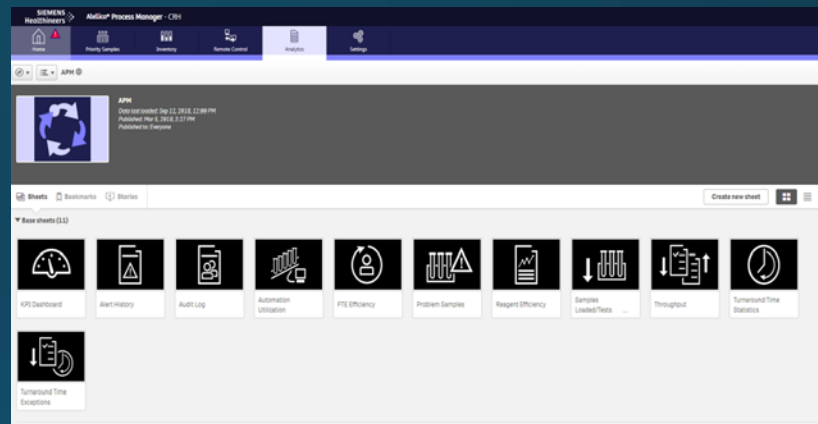 SIEMENS
Healthineers
Atellica® Process Manager - CRH
Home
Priority Samples
Inventory
Remote Control
Analytics
Settings
APM
APM
Data last loaded: Sep 12, 2018, 12:00 PM
Published: Mar 5, 2018, 3:27 PM
Published to: Everyone
Sheets
Bookmarks
Stories
Create new sheet
Base sheets (11)
KPI Dashboard
Alert History
Audit Log
Automation
Utilization
FTE Efficiency
Problem Samples
Reagent Efficiency
Samples
Loaded/Tests ...
Throughput
Turnaround Time
Statistics
Turnaround Time
Exceptions